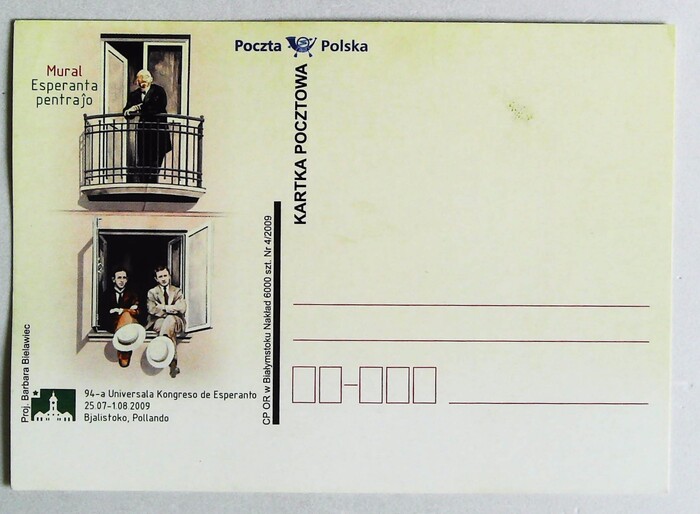 Mural
Esperanta
pentraĵo
Poczta Polska
KARTKA POCZTOWA
CP OR w Białymstoku Nakład 6000 szt. Nr 4/2009
Proj. Barbara Bielawiec
94-a Universala Kongreso de Esperanto
25.07-1.08 2009
Bjalistoko, Pollando